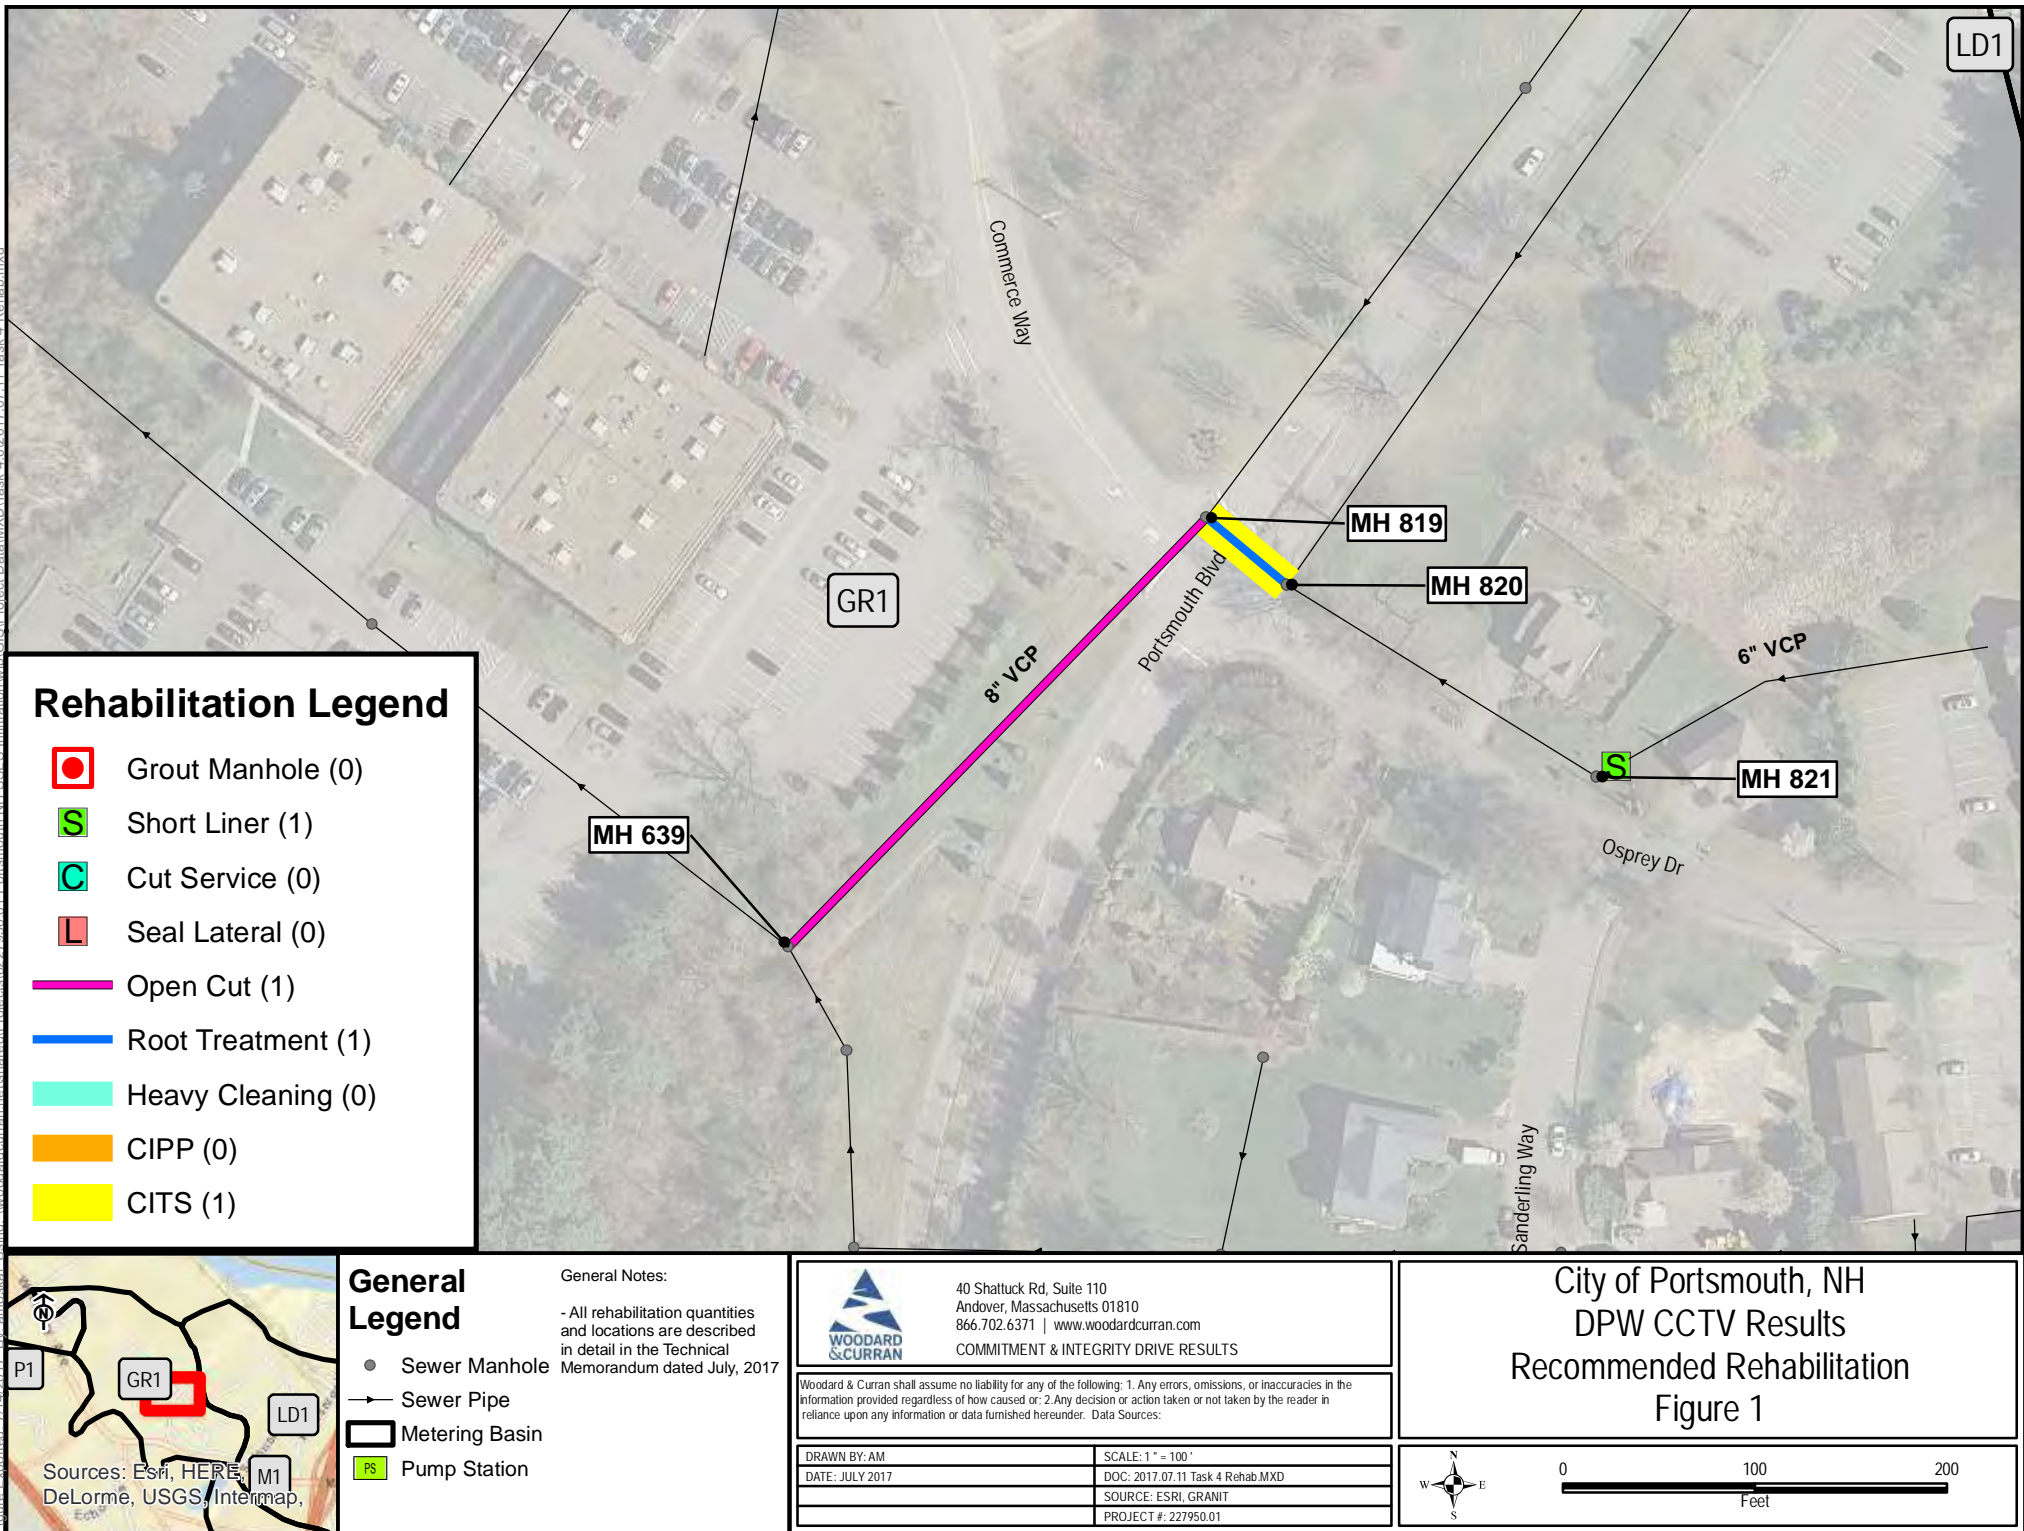 LD1
Commerce Way
MH 819
MH 820
GR1
Portsmouth Blvd
8" VCP
6" VCP
S
MH 821
MH 639
Osprey Dr
Sanderling Way
Rehabilitation Legend
Grout Manhole (0)
S Short Liner (1)
C Cut Service (0)
L Seal Lateral (0)
Open Cut (1)
Root Treatment (1)
Heavy Cleaning (0)
CIPP (0)
CITS (1)
N
P1
GR1
LD1
M1
Sources: Esri, HERE,
DeLorme, USGS, Intermap,
General
Legend
Sewer Manhole
Sewer Pipe
Metering Basin
PS Pump Station
General Notes:
- All rehabilitation quantities
and locations are described
in detail in the Technical
Memorandum dated July, 2017
WOODARD
&CURRAN
40 Shattuck Rd, Suite 110
Andover, Massachusetts 01810
866.702.6371 | www.woodardcurran.com
COMMITMENT & INTEGRITY DRIVE RESULTS
Woodard & Curran shall assume no liability for any of the following: 1. Any errors, omissions, or inaccuracies in the
information provided regardless of how caused or; 2.Any decision or action taken or not taken by the reader in
reliance upon any information or data furnished hereunder. Data Sources:
DRAWN BY: AM
SCALE: 1 " = 100 '
DATE: JULY 2017
DOC: 2017.07.11 Task 4 Rehab.MXD
SOURCE: ESRI, GRANIT
PROJECT #: 227950.01
City of Portsmouth, NH
DPW CCTV Results
Recommended Rehabilitation
Figure 1
N
W E
S
0 100 200
Feet